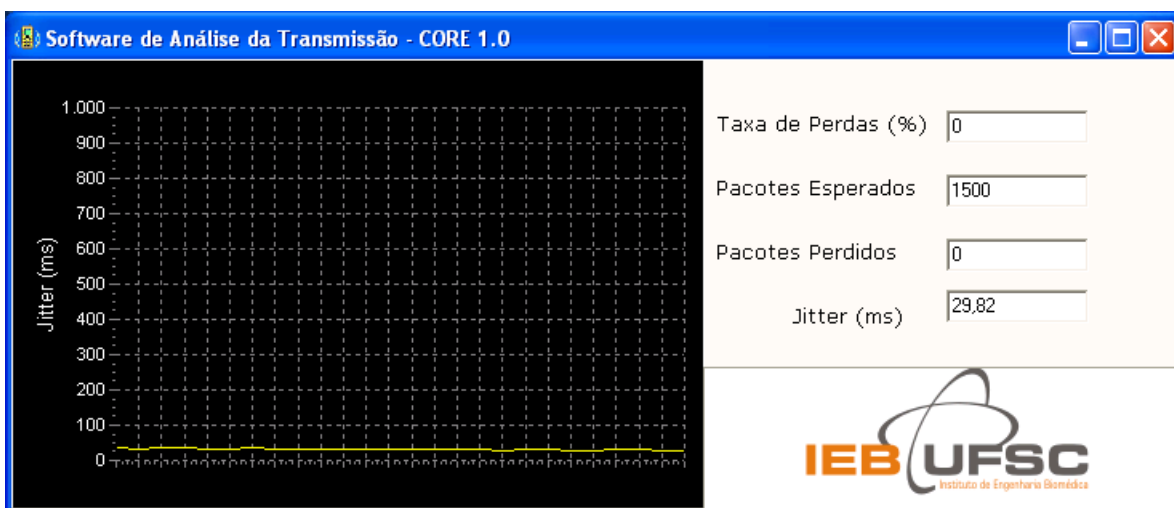 Software de Análise da Transmissão - CORE 1.0
1.000
900
800
700
600
500
400
300
200
100
0
Jitter (ms)
Taxa de Perdas (%) 0
Pacotes Esperados 1500
Pacotes Perdidos 0
Jitter (ms) 29,82
IEB UFSC
Instituto de Engenharia Biomédica